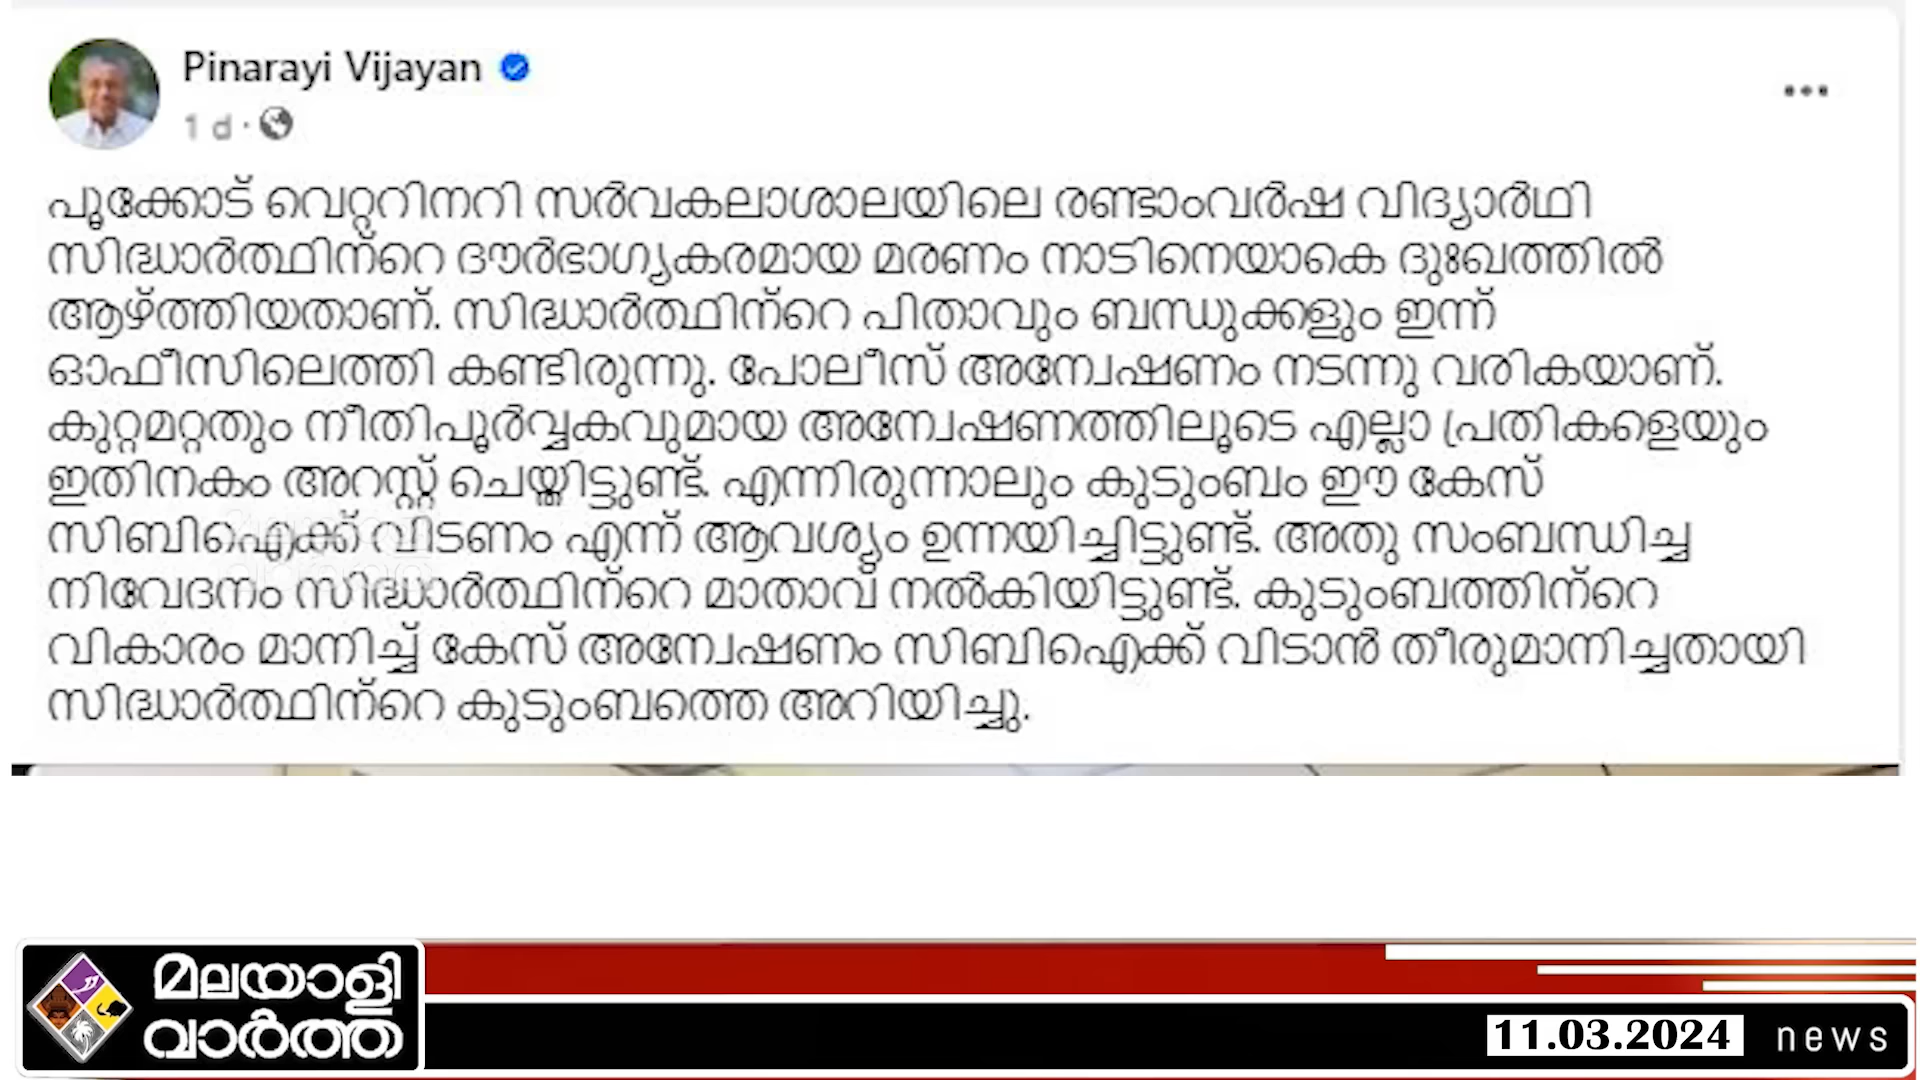 Pinarayi Vijayan
1 d ·
പൂക്കോട് വെറ്ററിനറി സർവകലാശാലയിലെ രണ്ടാംവർഷ വിദ്യാർഥി
സിദ്ധാർത്ഥിന്റെ ദൗർഭാഗ്യകരമായ മരണം നാടിനെയാകെ ദുഃഖത്തിൽ
ആഴ്ത്തിയതാണ്. സിദ്ധാർത്ഥിന്റെ പിതാവും ബന്ധുക്കളും ഇന്ന്
ഓഫീസിലെത്തി കണ്ടിരുന്നു. പോലീസ് അന്വേഷണം നടന്നു വരികയാണ്.
കുറ്റമറ്റതും നീതിപൂർവ്വകവുമായ അന്വേഷണത്തിലൂടെ എല്ലാ പ്രതികളെയും
ഇതിനകം അറസ്റ്റ് ചെയ്തിട്ടുണ്ട്. എന്നിരുന്നാലും കുടുംബം ഈ കേസ്
സിബിഐക്ക് വിടണം എന്ന് ആവശ്യം ഉന്നയിച്ചിട്ടുണ്ട്. അതു സംബന്ധിച്ച
നിവേദനം സിദ്ധാർത്ഥിന്റെ മാതാവ് നൽകിയിട്ടുണ്ട്. കുടുംബത്തിന്റെ
വികാരം മാനിച്ച് കേസ് അന്വേഷണം സിബിഐക്ക് വിടാൻ തീരുമാനിച്ചതായി
സിദ്ധാർത്ഥിന്റെ കുടുംബത്തെ അറിയിച്ചു.
മലയാളി
വാർത്ത
11.03.2024 news